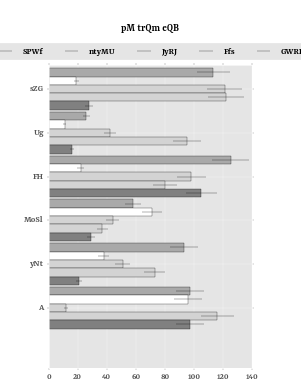 pM trQm cQB
SPWf ntyMU JyRJ Ffs GWRI
sZG
Ug
FH
MoSl
yNt
A
0 20 40 60 80 100 120 140